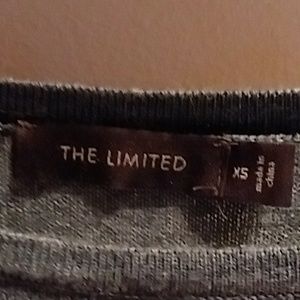 THE LIMITED
XS
made in
china